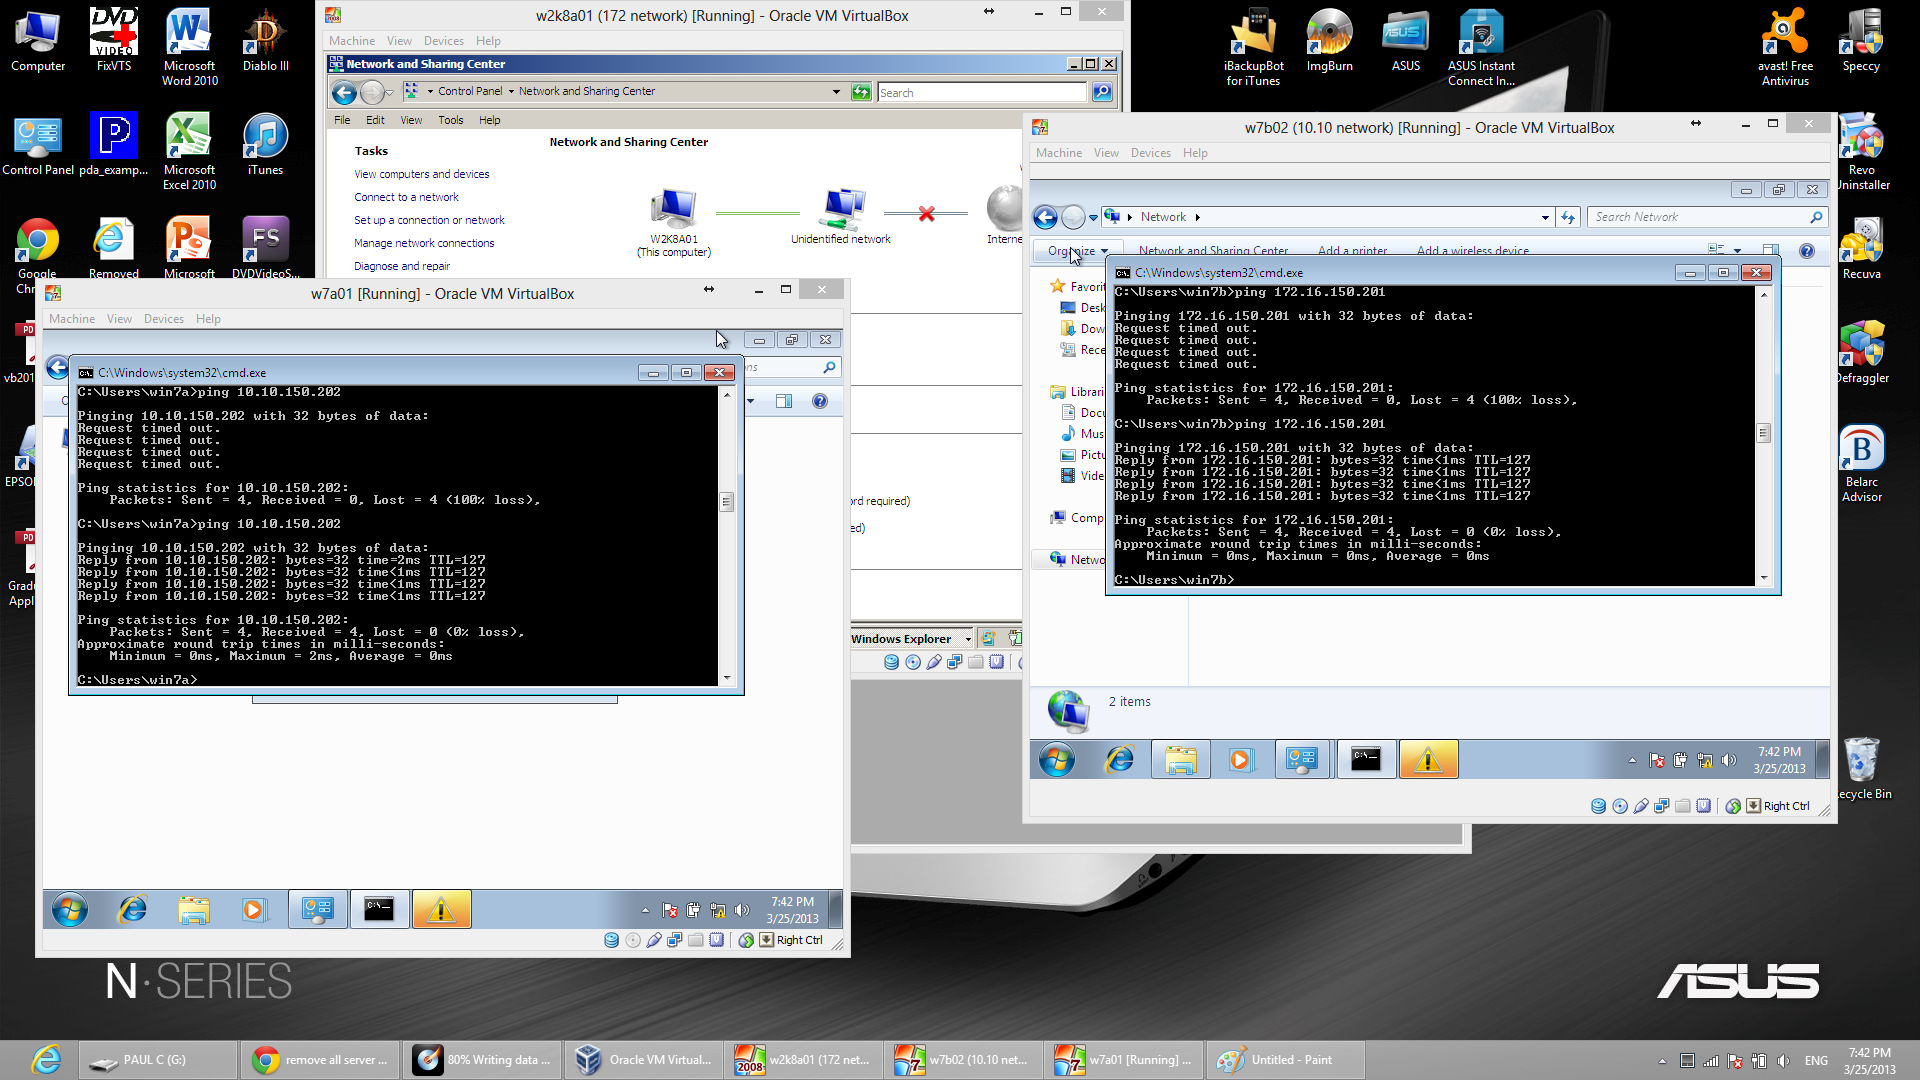 Computer
FixVTS
Microsoft Word 2010
Diablo III
Control Panel
pda_examp...
Microsoft Excel 2010
iTunes
Google
Chr
Removed
Microsoft
DVDVideoS...
vb201
EPSO
Gradu
Appl
w2k8a01 (172 network) [Running] - Oracle VM VirtualBox
Machine View Devices Help
Network and Sharing Center
Control Panel Network and Sharing Center
Search
File Edit View Tools Help
Tasks
View computers and devices
Connect to a network
Set up a connection or network
Manage network connections
Diagnose and repair
Network and Sharing Center
W2K8A01
(This computer)
Unidentified network
Interne
ord required)
ed)
Windows Explorer
iBackupBot for iTunes
ImgBurn
ASUS
ASUS Instant Connect In...
avast! Free Antivirus
Speccy
Revo
Uninstaller
Recuva
Defraggler
Belarc Advisor
ecycle Bin
w7a01 [Running] - Oracle VM VirtualBox
Machine View Devices Help
C:\Windows\system32\cmd.exe
C:\Users\win7a>ping 10.10.150.202
Pinging 10.10.150.202 with 32 bytes of data:
Request timed out.
Request timed out.
Request timed out.
Request timed out.
Ping statistics for 10.10.150.202:
Packets: Sent = 4, Received = 0, Lost = 4 (100% loss),
C:\Users\win7a>ping 10.10.150.202
Pinging 10.10.150.202 with 32 bytes of data:
Reply from 10.10.150.202: bytes=32 time=2ms TTL=127
Reply from 10.10.150.202: bytes=32 time<1ms TTL=127
Reply from 10.10.150.202: bytes=32 time<1ms TTL=127
Reply from 10.10.150.202: bytes=32 time<1ms TTL=127
Ping statistics for 10.10.150.202:
Packets: Sent = 4, Received = 4, Lost = 0 (0% loss),
Approximate round trip times in milli-seconds:
Minimum = 0ms, Maximum = 2ms, Average = 0ms
C:\Users\win7a>
7:42 PM
3/25/2013
Right Ctrl
w7b02 (10.10 network) [Running] - Oracle VM VirtualBox
Machine View Devices Help
Network
Search Network
Organize Network and Sharing Center Add a printer Add a wireless device
Favorit
Desk
Dow
Rece
Librari
Docu
Mus
Pictu
Vide
Comp
Netwo
C:\Windows\system32\cmd.exe
C:\Users\win7b>ping 172.16.150.201
Pinging 172.16.150.201 with 32 bytes of data:
Request timed out.
Request timed out.
Request timed out.
Request timed out.
Ping statistics for 172.16.150.201:
Packets: Sent = 4, Received = 0, Lost = 4 (100% loss),
C:\Users\win7b>ping 172.16.150.201
Pinging 172.16.150.201 with 32 bytes of data:
Reply from 172.16.150.201: bytes=32 time<1ms TTL=127
Reply from 172.16.150.201: bytes=32 time<1ms TTL=127
Reply from 172.16.150.201: bytes=32 time<1ms TTL=127
Reply from 172.16.150.201: bytes=32 time<1ms TTL=127
Ping statistics for 172.16.150.201:
Packets: Sent = 4, Received = 4, Lost = 0 (0% loss),
Approximate round trip times in milli-seconds:
Minimum = 0ms, Maximum = 0ms, Average = 0ms
C:\Users\win7b>
2 items
7:42 PM
3/25/2013
Right Ctrl
N·SERIES
ASUS
PAUL C (G:)
remove all server ...
80% Writing data ...
Oracle VM Virtual...
w2k8a01 (172 net...
w7b02 (10.10 net...
w7a01 [Running] ...
Untitled - Paint
ENG
7:42 PM
3/25/2013